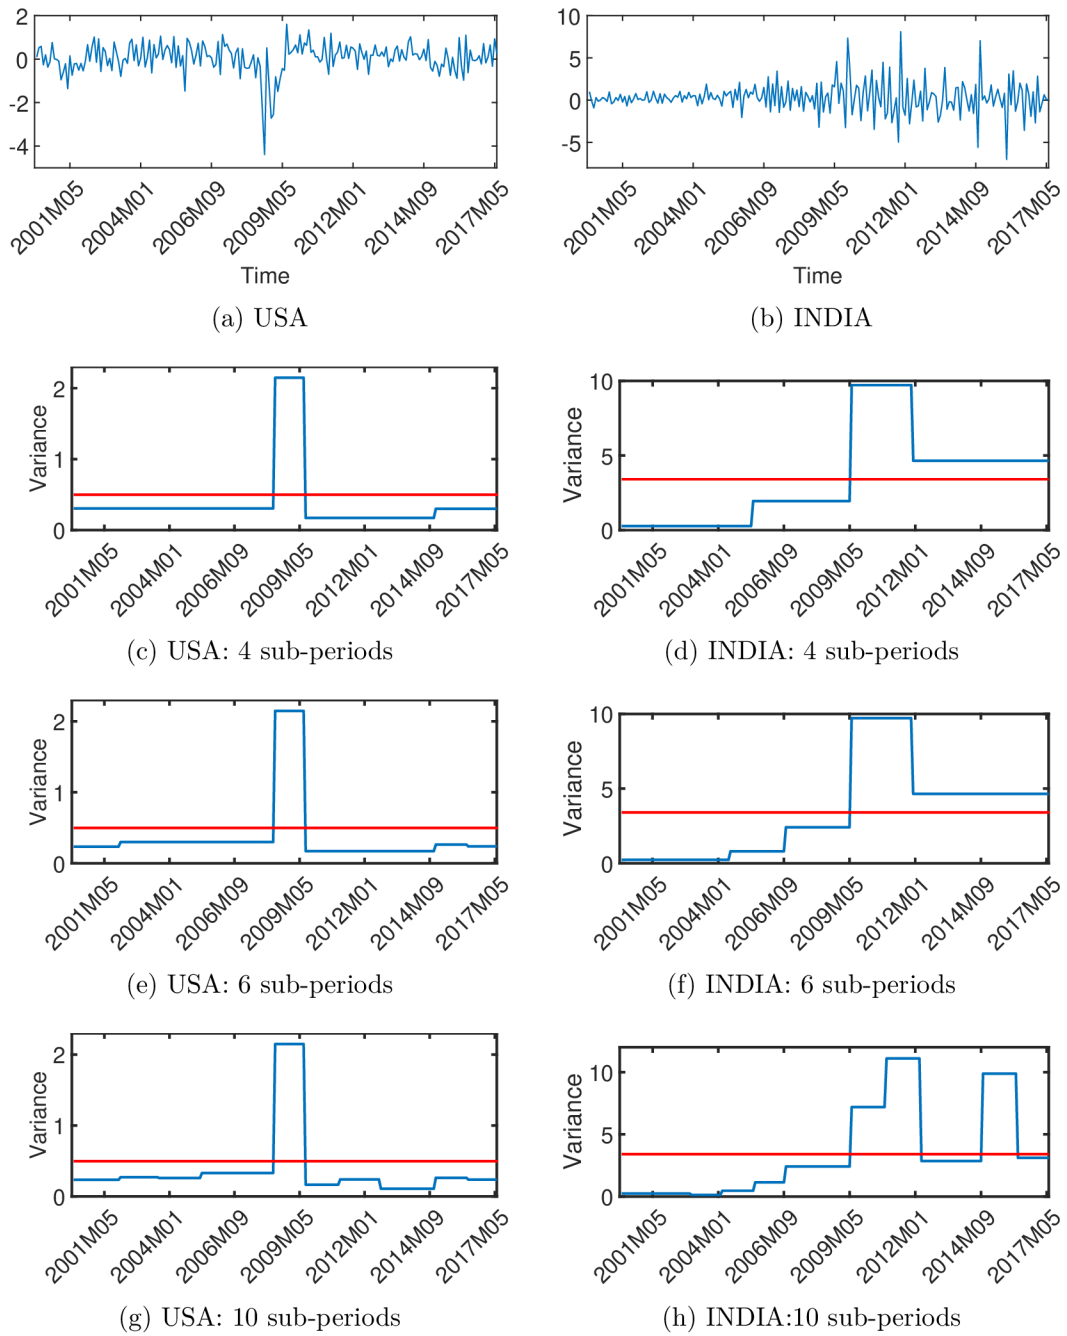 2
0
-2
-4
2001M05
2004M01
2006M09
2009M05
2012M01
2014M09
2017M05
Time
(a) USA
10
5
0
-5
2001M05
2004M01
2006M09
2009M05
2012M01
2014M09
2017M05
Time
(b) INDIA
Variance
2
1
0
2001M05
2004M01
2006M09
2009M05
2012M01
2014M09
2017M05
(c) USA: 4 sub-periods
Variance
10
5
0
2001M05
2004M01
2006M09
2009M05
2012M01
2014M09
2017M05
(d) INDIA: 4 sub-periods
Variance
2
1
0
2001M05
2004M01
2006M09
2009M05
2012M01
2014M09
2017M05
(e) USA: 6 sub-periods
Variance
10
5
0
2001M05
2004M01
2006M09
2009M05
2012M01
2014M09
2017M05
(f) INDIA: 6 sub-periods
Variance
2
1
0
2001M05
2004M01
2006M09
2009M05
2012M01
2014M09
2017M05
(g) USA: 10 sub-periods
Variance
10
5
0
2001M05
2004M01
2006M09
2009M05
2012M01
2014M09
2017M05
(h) INDIA:10 sub-periods